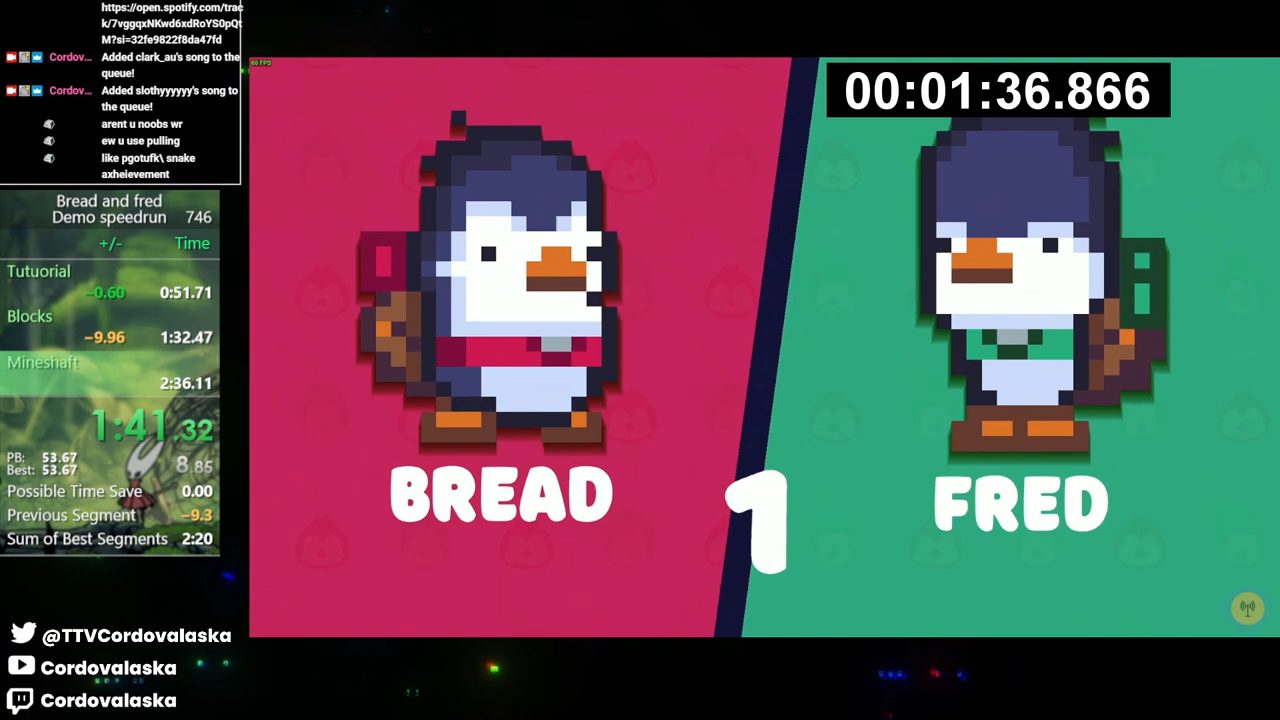 https://open.spotify.com/trac
k/7vggqxNKwd6xdRoYS0pQt
M?si=32fe9822f8da47fd
Cordov... Added clark_au's song to the
queue!
Cordov... Added slothyyyyyy's song to
the queue!
arent u noobs wr
ew u use pulling
like pgotufk\ snake
axheievement
Bread and fred
Demo speedrun 746
+/- Time
Tutuorial
-0.60 0:51.71
Blocks
-9.96 1:32.47
Mineshaft
2:36.11
1:41.32
PB: 53.67
Best: 53.67
8.85
Possible Time Save 0.00
Previous Segment -9.3
Sum of Best Segments 2:20
@TTVCordovalaska
Cordovalaska
Cordovalaska
60 FPS
00:01:36.866
BREAD
1
FRED